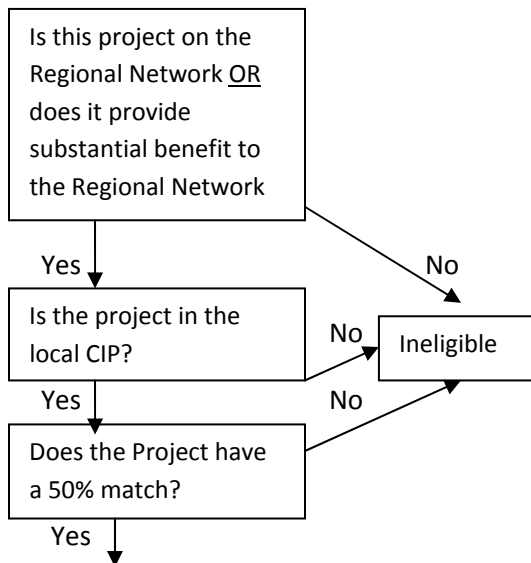 Is this project on the
Regional Network OR
does it provide
substantial benefit to
the Regional Network
Yes
No
Is the project in the
local CIP?
No
Ineligible
Yes
No
Does the Project have
a 50% match?
Yes